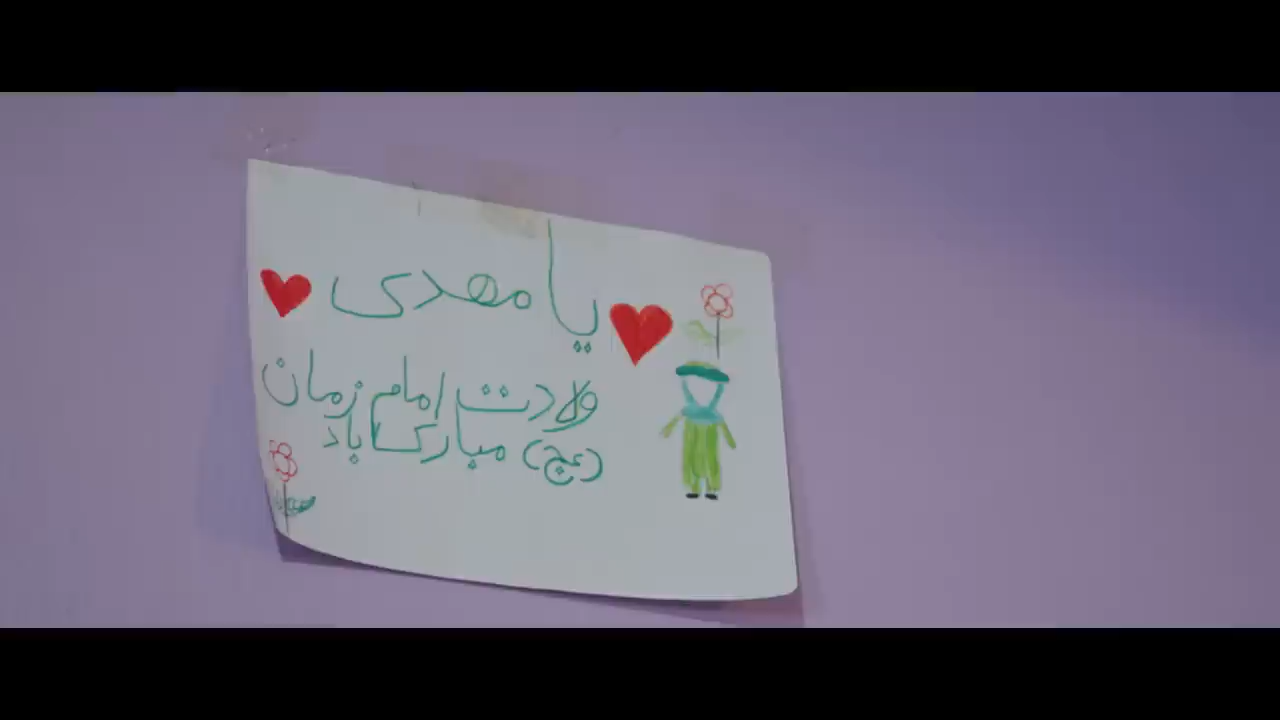 یا مهدی
ولادت امام زمان
(عج) مبارک باد